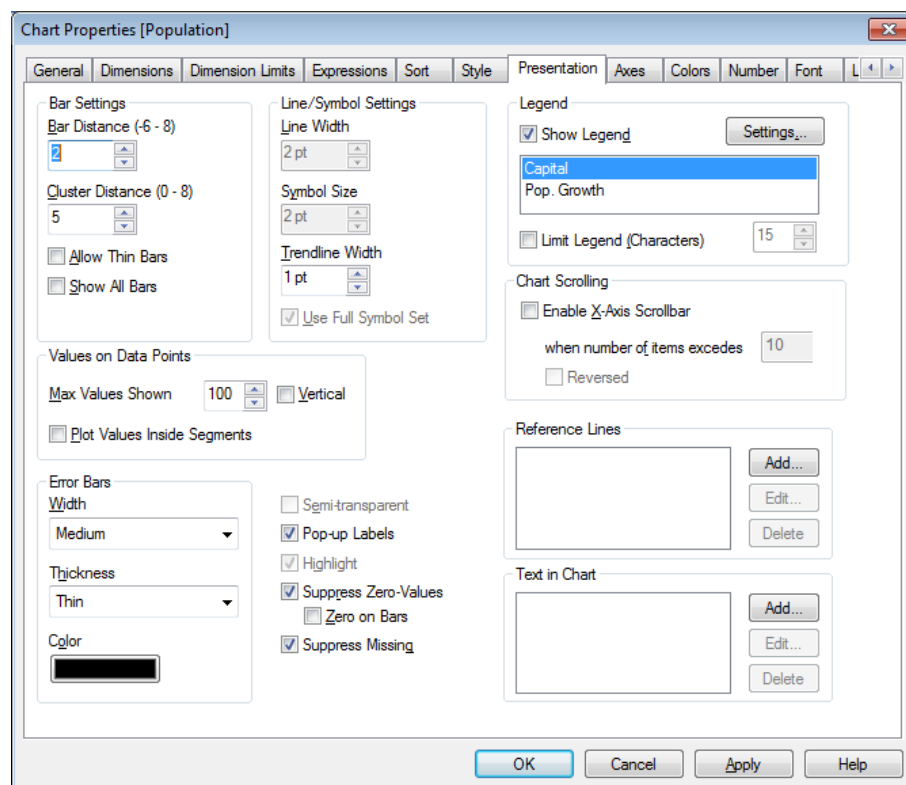 Chart Properties [Population]
General Dimensions Dimension Limits Expressions Sort Style Presentation Axes Colors Number Font L
Bar Settings
Bar Distance (-6 - 8)
2
Cluster Distance (0 - 8)
5
Allow Thin Bars
Show All Bars
Line/Symbol Settings
Line Width
2 pt
Symbol Size
2 pt
Trendline Width
1 pt
Use Full Symbol Set
Legend
Show Legend Settings...
Capital
Pop. Growth
Limit Legend (Characters) 15
Chart Scrolling
Enable X-Axis Scrollbar
when number of items excedes 10
Reversed
Values on Data Points
Max Values Shown 100 Vertical
Plot Values Inside Segments
Reference Lines
Add...
Edit...
Delete
Error Bars
Width
Medium
Thickness
Thin
Color
Semi-transparent
Pop-up Labels
Highlight
Suppress Zero-Values
Zero on Bars
Suppress Missing
Text in Chart
Add...
Edit...
Delete
OK Cancel Apply Help